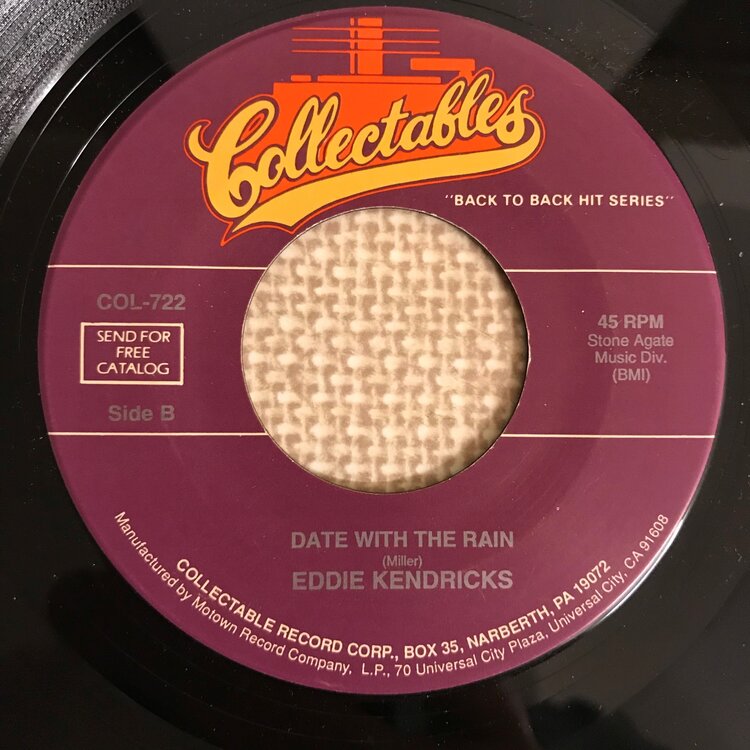 Collectables
"BACK TO BACK HIT SERIES"
COL-722
SEND FOR
FREE
CATALOG
Side B
45 RPM
Stone Agate
Music Div.
(BMI)
DATE WITH THE RAIN
(Miller)
EDDIE KENDRICKS
COLLECTABLE RECORD CORP., BOX 35, NARBERTH, PA 19072
Manufactured by Motown Record Company, L.P., 70 Universal City Plaza, Universal City, CA 91608